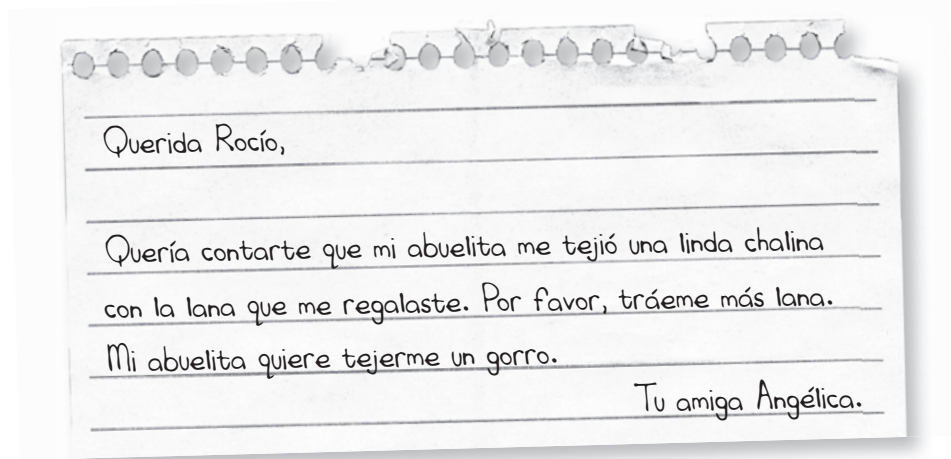 Querida Rocío,
Quería contarte que mi abuelita me tejió una linda chalina
con la lana que me regalaste. Por favor, tráeme más lana.
Mi abuelita quiere tejerme un gorro.
Tu amiga Angélica.